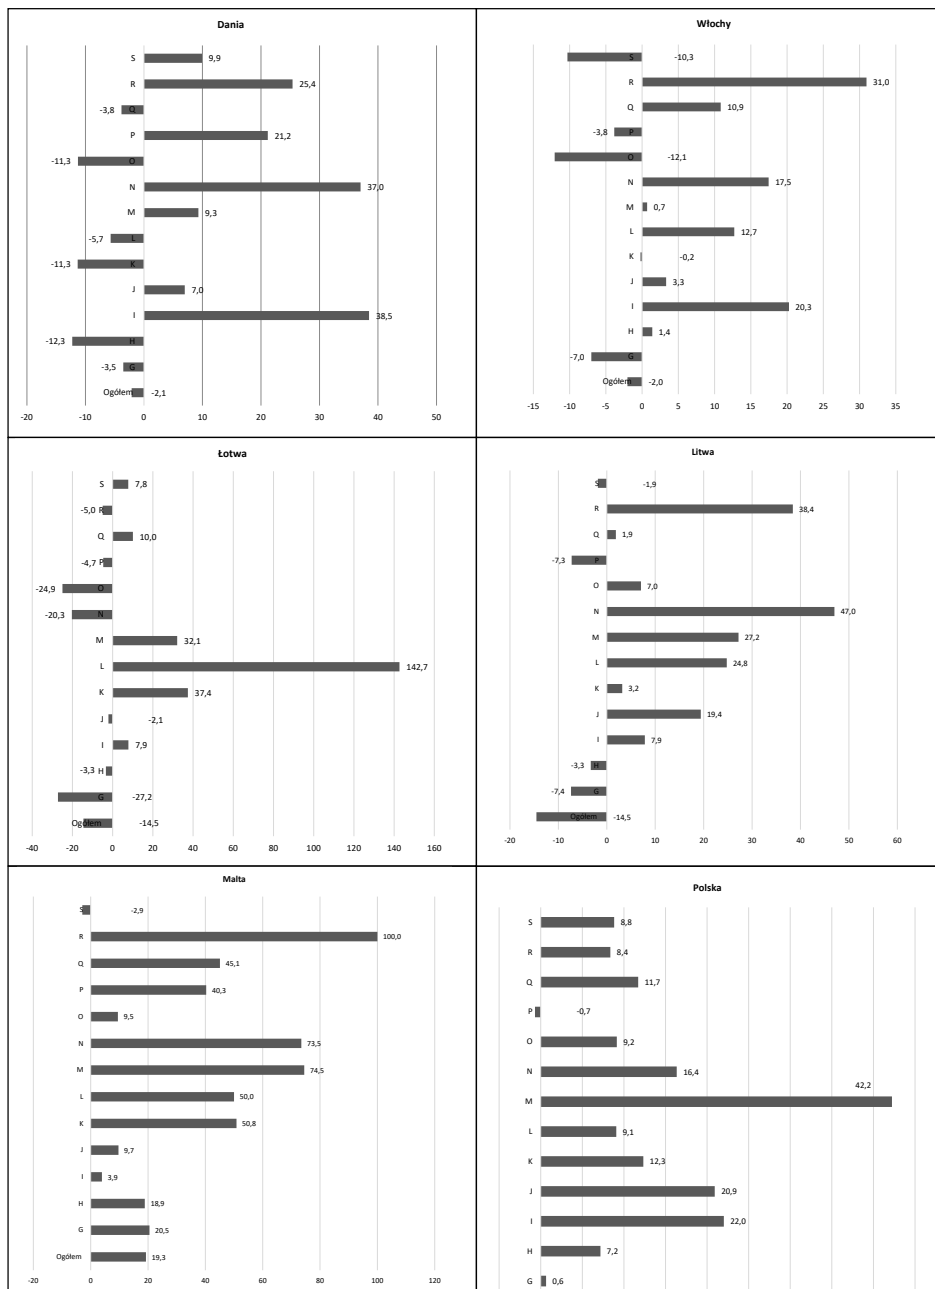 Dania
S 9,9
R 25,4
-3,8 Q
P 21,2
-11,3 O
N 37,0
M 9,3
-5,7 L
-11,3 K
J 7,0
I 38,5
-12,3 H
-3,5 G
Ogółem -2,1
-20 -10 0 10 20 30 40 50
Włochy
S -10,3
R 31,0
Q 10,9
-3,8 P
O -12,1
N 17,5
M 0,7
L 12,7
K -0,2
J 3,3
I 20,3
H 1,4
-7,0 G
Ogółem -2,0
-15 -10 -5 0 5 10 15 20 25 30 35
Łotwa
S 7,8
-5,0 R
Q 10,0
-4,7 P
-24,9 O
-20,3 N
M 32,1
L 142,7
K 37,4
J -2,1
I 7,9
-3,3 H
G -27,2
Ogółem -14,5
-40 -20 0 20 40 60 80 100 120 140 160
Litwa
S -1,9
R 38,4
Q 1,9
-7,3 P
O 7,0
N 47,0
M 27,2
L 24,8
K 3,2
J 19,4
I 7,9
-3,3 H
-7,4 G
Ogółem -14,5
-20 -10 0 10 20 30 40 50 60
Malta
S -2,9
R 100,0
Q 45,1
P 40,3
O 9,5
N 73,5
M 74,5
L 50,0
K 50,8
J 9,7
I 3,9
H 18,9
G 20,5
Ogółem 19,3
-20 0 20 40 60 80 100 120
Polska
S 8,8
R 8,4
Q 11,7
P -0,7
O 9,2
N 16,4
42,2
M
L 9,1
K 12,3
J 20,9
I 22,0
H 7,2
G 0,6